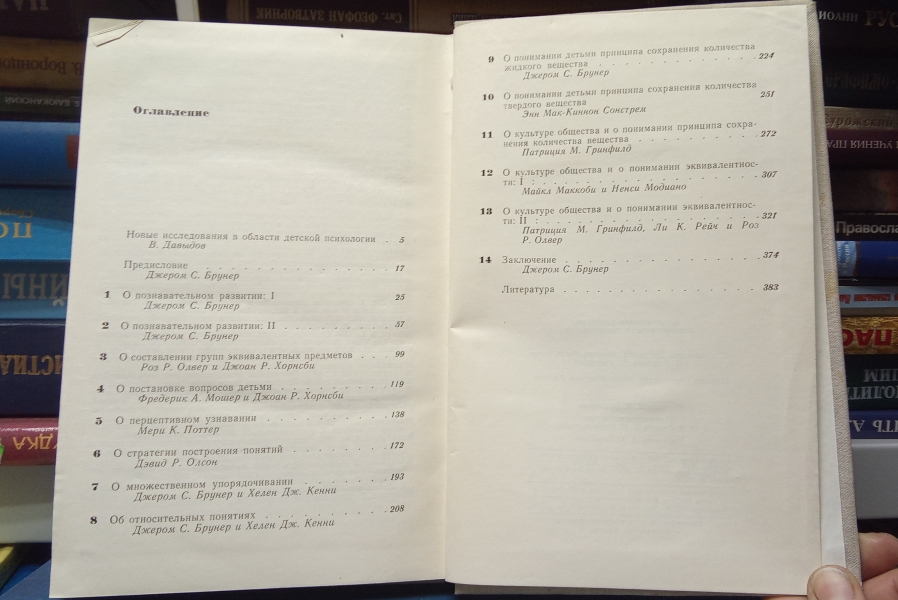 Оглавление
Новые исследования в области детской психологии . 5
В. Давыдов
Предисловие . . . . . . . . . . . . . . . 17
Джером С. Брунер
1 О познавательном развитии: I 25
Джером С. Брунер
2 О познавательном развитии: II . . . . . . . . . 57
Джером С. Брунер
3 О составлении групп эквивалентных предметов . . . 99
Роз Р. Олвер и Джоан Р. Хорнсби
4 О постановке вопросов детьми . . . . . . . . . 119
Фредерик А. Мошер и Джоан Р. Хорнсби
5 О перцептивном узнавании . . . . . . . . . . 138
Мери К. Поттер
6 О стратегии построения понятий . . . . . . . . 172
Дэвид Р. Олсон
7 О множественном упорядочивании . . . . . . . 193
Джером С. Брунер и Хелен Дж. Кенни
8 Об относительных понятиях . . . . . . . . . . 208
Джером С. Брунер и Хелен Дж. Кенни
9 О понимании детьми принципа сохранения количества
жидкого вещества . . . . . . . . . . . . . 224
Джером С. Брунер
10 О понимании детьми принципа сохранения количества
твердого вещества 251
Энн Мак-Киннон Сонстрем
11 О культуре общества и о понимании принципа сохра-
нения количества вещества . . . . . . . . . . 272
Патриция М. Гринфилд
12 О культуре общества и о понимании эквивалентнос-
ти: I : . . . . . . . . . . . . . . . . . 307
Майкл Маккоби и Ненси Модиано
13 О культуре общества и о понимании эквивалентнос-
ти: II : . . . . . . . . . . . . . . . . . 321
Патриция М. Гринфилд, Ли К. Рейч и Роз
Р. Олвер
14 Заключение . . . . . . . . . . . . . . . 374
Джером С. Брунер
Литература . . . . . . . . . . . . . . . 383
Свт. ФЕОФАН ЗАТВОРНИК